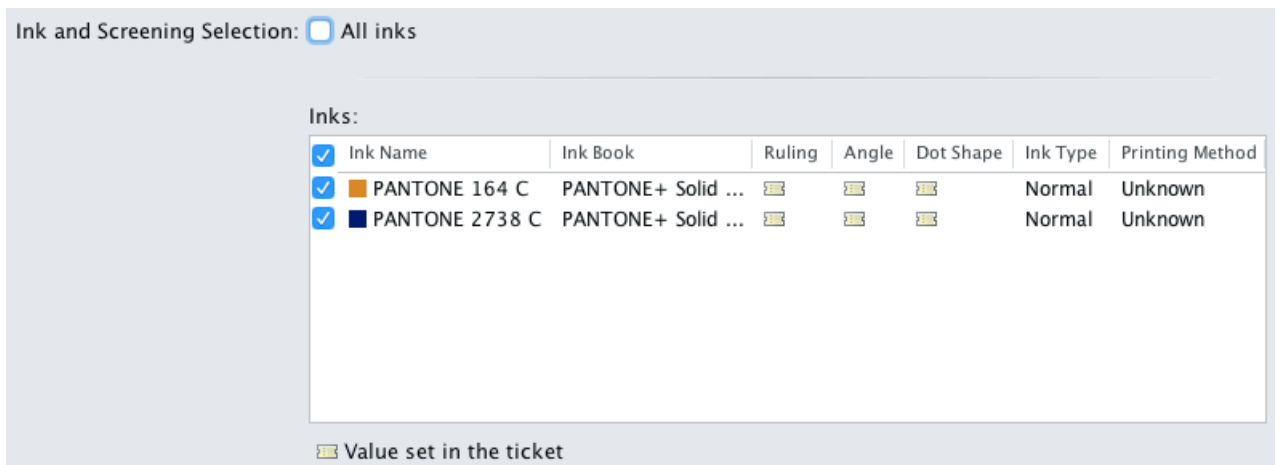 Ink and Screening Selection: All inks
Inks:
Ink Name Ink Book Ruling Angle Dot Shape Ink Type Printing Method
PANTONE 164 C PANTONE+ Solid ... Normal Unknown
PANTONE 2738 C PANTONE+ Solid ... Normal Unknown
Value set in the ticket